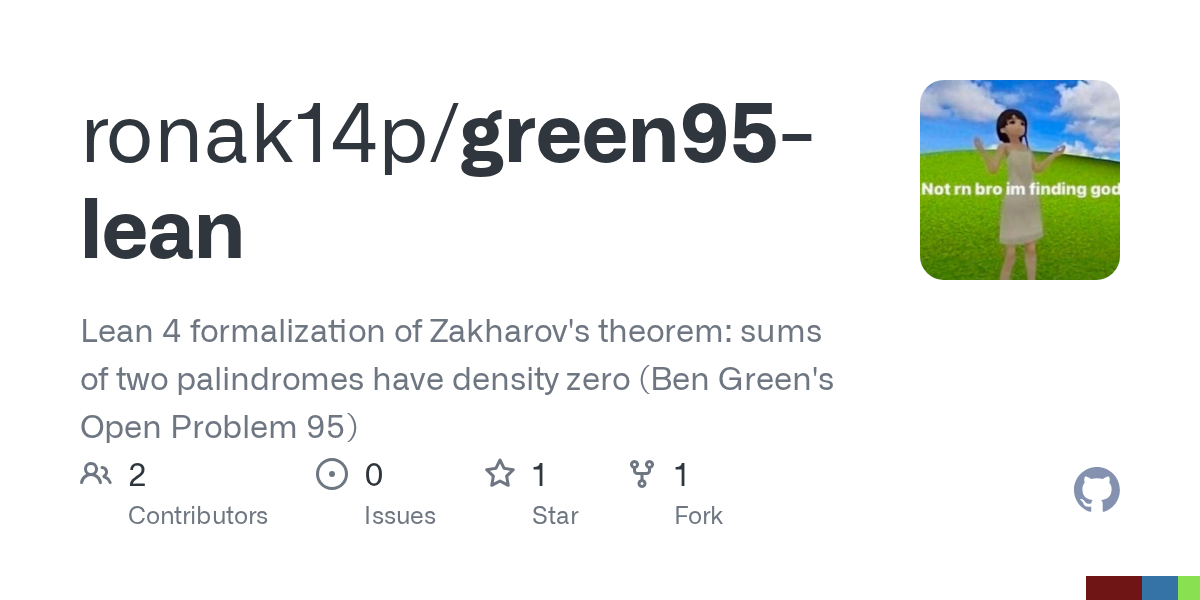 ronak14p/green95-
lean
Not rn bro im finding god
Lean 4 formalization of Zakharov's theorem: sums
of two palindromes have density zero (Ben Green's
Open Problem 95)
2
Contributors
0
Issues
1
Star
1
Fork